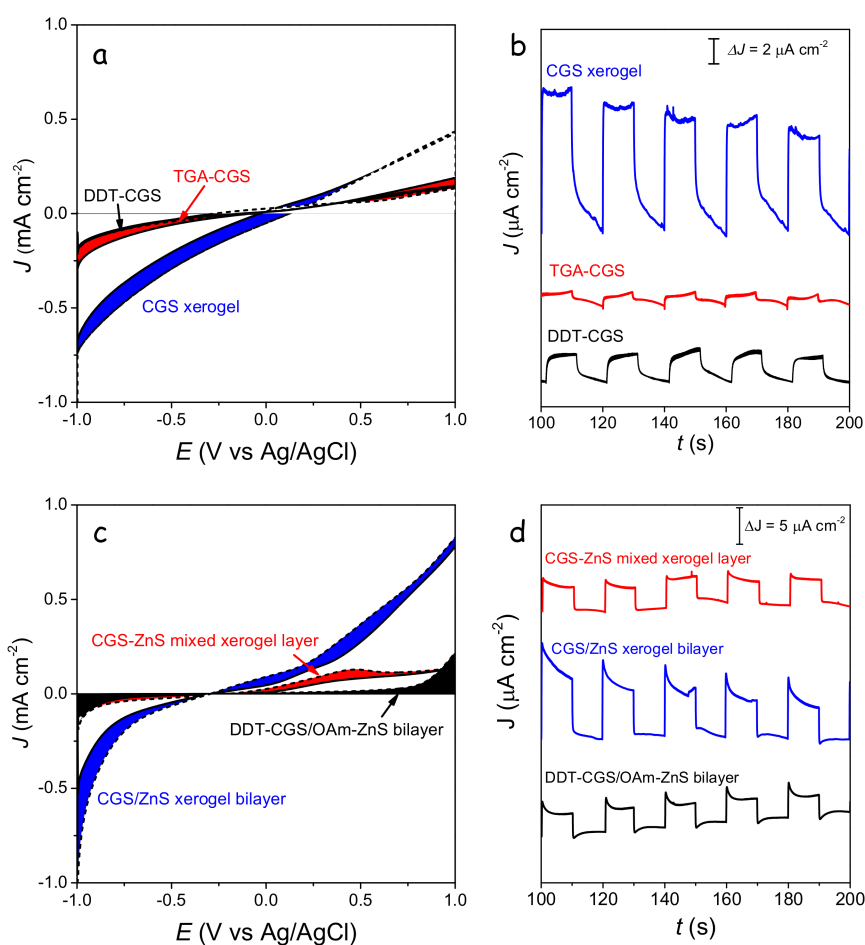 a
1.0
0.5
0.0
-0.5
-1.0
J (mA cm-2)
TGA-CGS
DDT-CGS
CGS xerogel
-1.0 -0.5 0.0 0.5 1.0
E (V vs Ag/AgCl)
b
ΔJ = 2 μA cm-2
CGS xerogel
J (μA cm-2)
TGA-CGS
DDT-CGS
100 120 140 160 180 200
t (s)
c
1.0
0.5
0.0
-0.5
-1.0
J (mA cm-2)
CGS-ZnS mixed xerogel layer
DDT-CGS/OAm-ZnS bilayer
CGS/ZnS xerogel bilayer
-1.0 -0.5 0.0 0.5 1.0
E (V vs Ag/AgCl)
d
ΔJ = 5 μA cm-2
CGS-ZnS mixed xerogel layer
J (μA cm-2)
CGS/ZnS xerogel bilayer
DDT-CGS/OAm-ZnS bilayer
100 120 140 160 180 200
t (s)